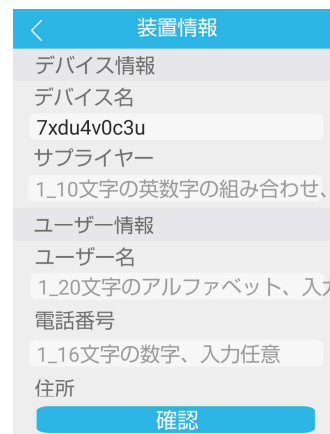 装置情報
デバイス情報
デバイス名
7xdu4v0c3u
サプライヤー
1_10文字の英数字の組み合わせ、
ユーザー情報
ユーザー名
1_20文字のアルファベット、入力
電話番号
1_16文字の数字、入力任意
住所
確認